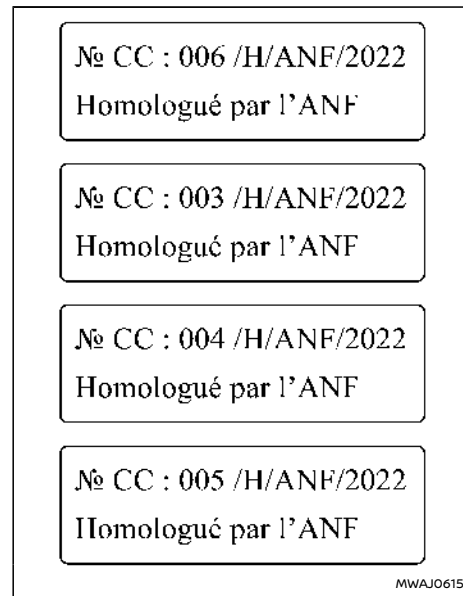 № CC : 006 /H/ANF/2022
Homologué par l’ANF
№ CC : 003 /H/ANF/2022
Homologué par l’ANF
№ CC : 004 /H/ANF/2022
Homologué par l’ANF
№ CC : 005 /H/ANF/2022
Homologué par l’ANF
MWAJ0615